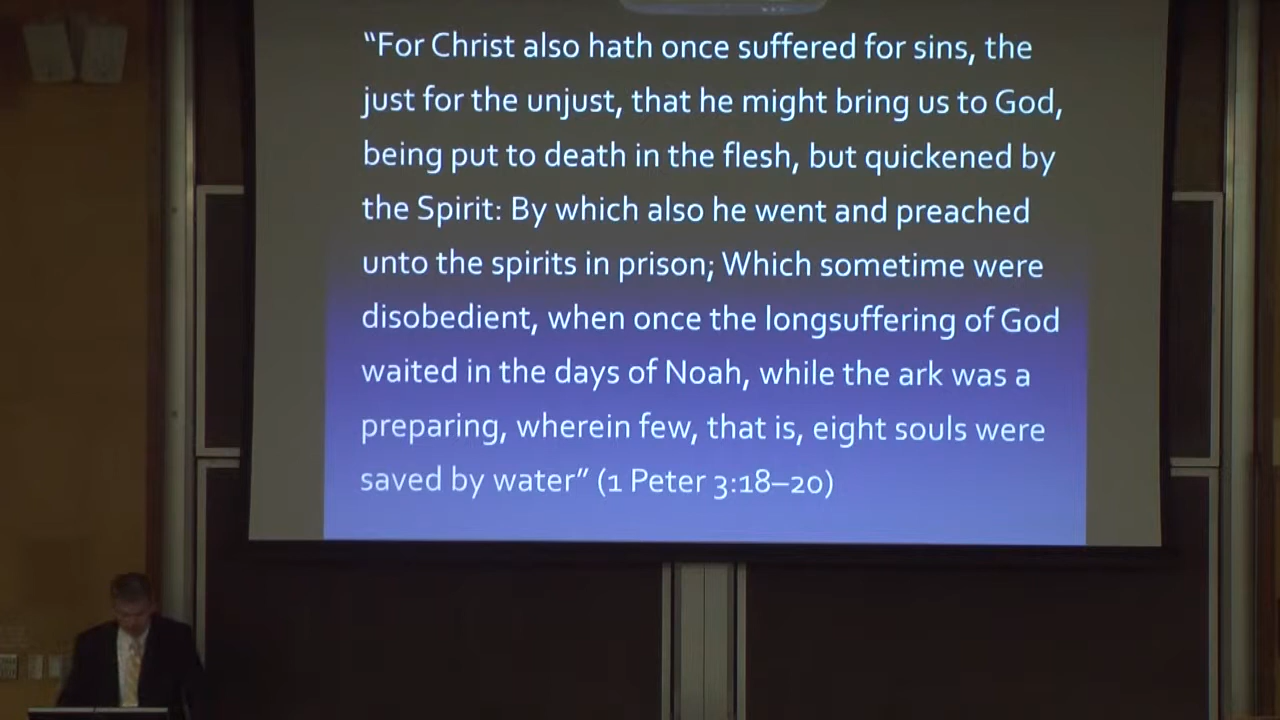 “For Christ also hath once suffered for sins, the
just for the unjust, that he might bring us to God,
being put to death in the flesh, but quickened by
the Spirit: By which also he went and preached
unto the spirits in prison; Which sometime were
disobedient, when once the longsuffering of God
waited in the days of Noah, while the ark was a
preparing, wherein few, that is, eight souls were
saved by water” (1 Peter 3:18–20)